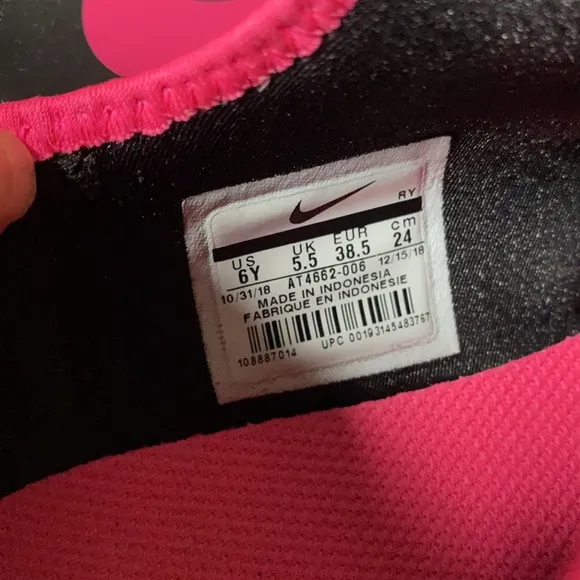 RY
US UK EUR cm
6Y 5.5 38.5 24
10/31/18 AT4662-006 12/15/18
MADE IN INDONESIA
FABRIQUE EN INDONESIE
108887014 UPC 00193145483767